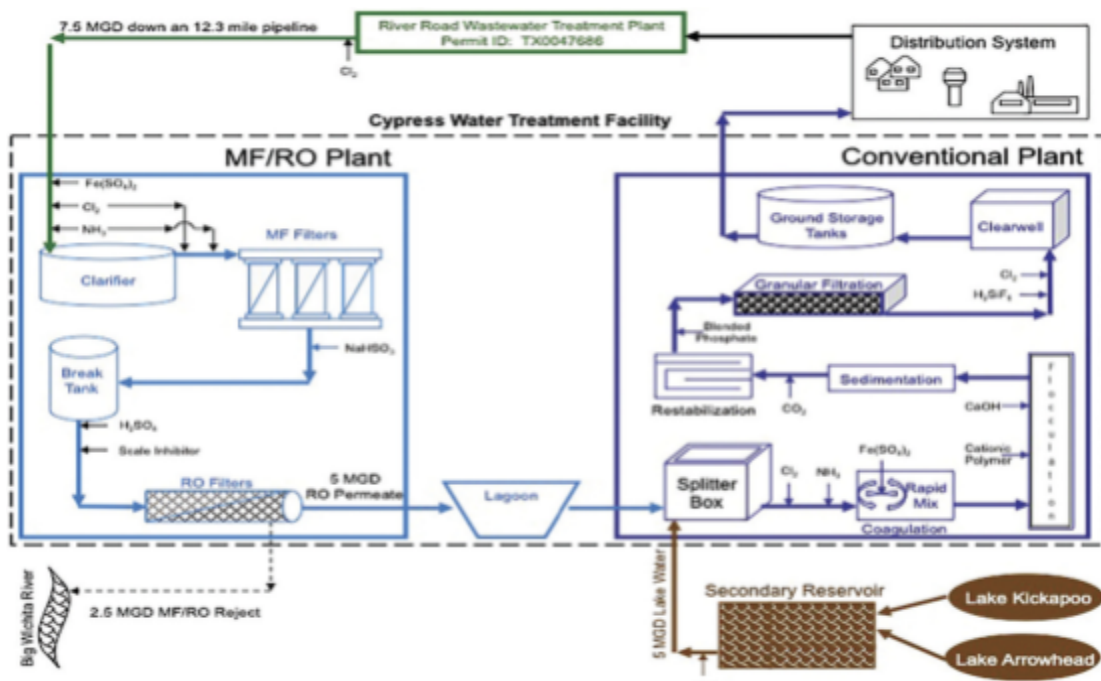 7.5 MGD down an 12.3 mile pipeline
River Road Wastewater Treatment Plant
Permit ID: TX0047686
Cl₂
Distribution System
Cypress Water Treatment Facility
MF/RO Plant
Fe(SO₄)₂
Cl₂
NH₃
Clarifier
MF Filters
NaHSO₃
Break
Tank
H₂SO₄
Scale Inhibitor
RO Filters
5 MGD
RO Permeate
Lagoon
Conventional Plant
Ground Storage
Tanks
Clearwell
Granular Filtration
Cl₂
H₂SiF₆
Blended
Phosphate
Restabilization
CO₂
Sedimentation
Flocculation
CaOH
Cationic
Polymer
Splitter
Box
Cl₂
NH₃
Fe(SO₄)₂
Rapid
Mix
Coagulation
Big Wichita River
2.5 MGD MF/RO Reject
5 MGD Lake Water
Secondary Reservoir
Lake Kickapoo
Lake Arrowhead